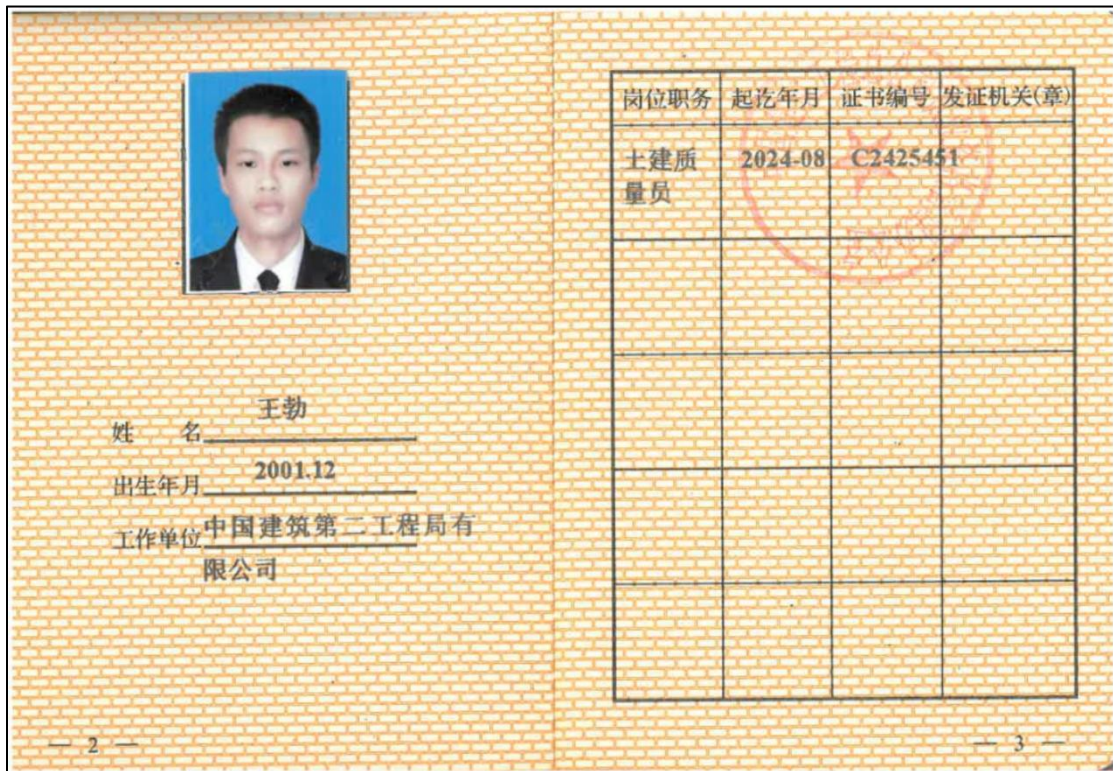 姓 名 王勃
出生年月 2001.12
工作单位 中国建筑第二工程局有
限公司
— 2 —
岗位职务 起讫年月 证书编号 发证机关(章)
土建质 2024-08 C2425451
量员
— 3 —